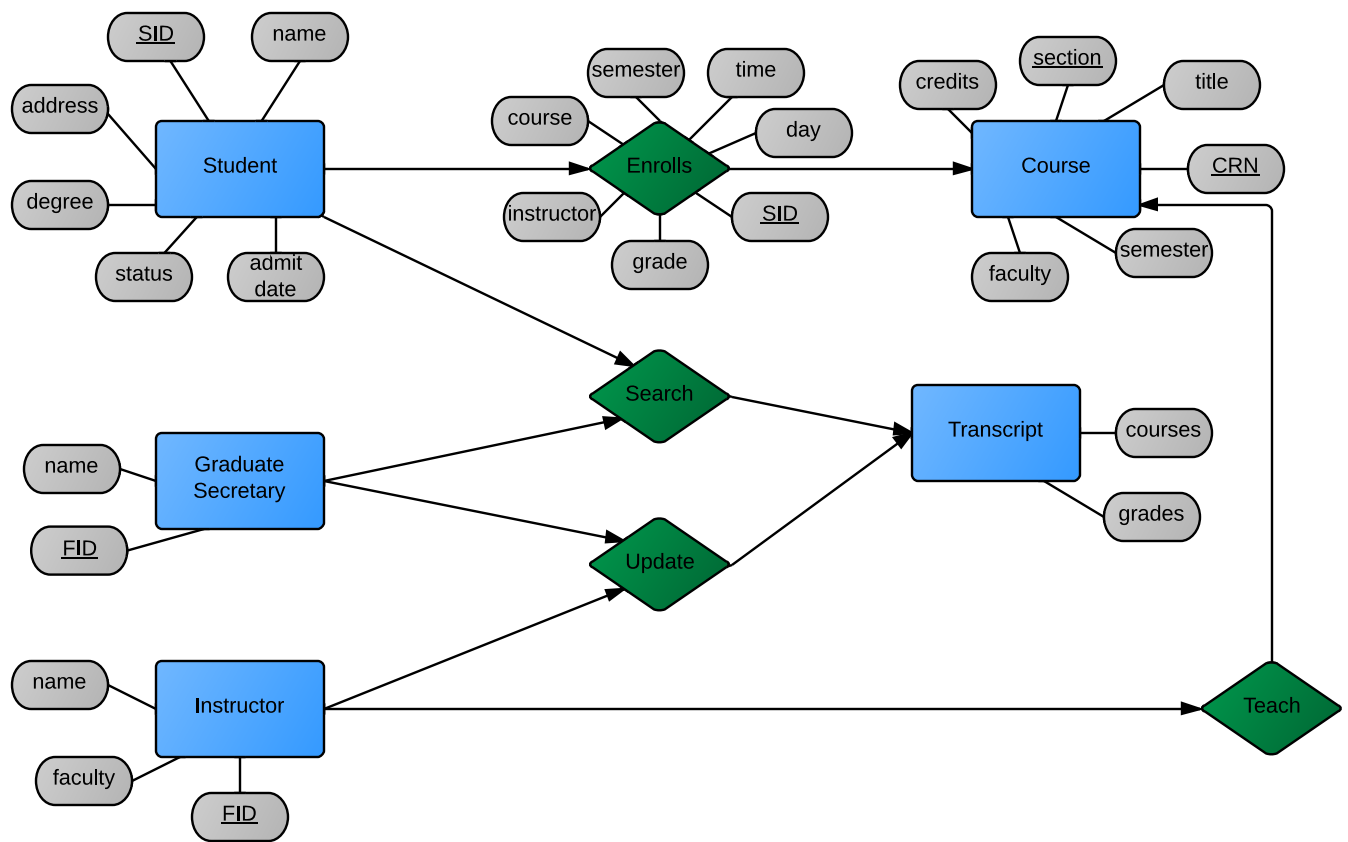 SID
name
address
Student
degree
status
admit
date
semester
time
course
day
Enrolls
instructor
SID
grade
section
credits
title
Course
CRN
semester
faculty
Search
Transcript
courses
grades
name
Graduate
Secretary
FID
Update
name
Instructor
faculty
FID
Teach